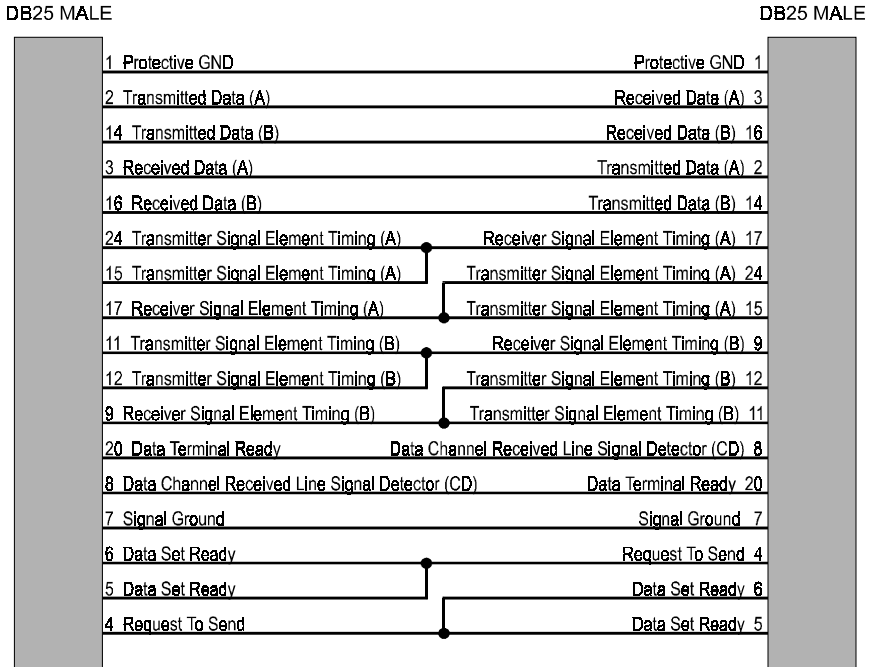 DB25 MALE DB25 MALE
1 Protective GND Protective GND 1
2 Transmitted Data (A) Received Data (A) 3
14 Transmitted Data (B) Received Data (B) 16
3 Received Data (A) Transmitted Data (A) 2
16 Received Data (B) Transmitted Data (B) 14
24 Transmitter Signal Element Timing (A) Receiver Signal Element Timing (A) 17
15 Transmitter Signal Element Timing (A) Transmitter Signal Element Timing (A) 24
17 Receiver Signal Element Timing (A) Transmitter Signal Element Timing (A) 15
11 Transmitter Signal Element Timing (B) Receiver Signal Element Timing (B) 9
12 Transmitter Signal Element Timing (B) Transmitter Signal Element Timing (B) 12
9 Receiver Signal Element Timing (B) Transmitter Signal Element Timing (B) 11
20 Data Terminal Ready Data Channel Received Line Signal Detector (CD) 8
8 Data Channel Received Line Signal Detector (CD) Data Terminal Ready 20
7 Signal Ground Signal Ground 7
6 Data Set Ready Request To Send 4
5 Data Set Ready Data Set Ready 6
4 Request To Send Data Set Ready 5